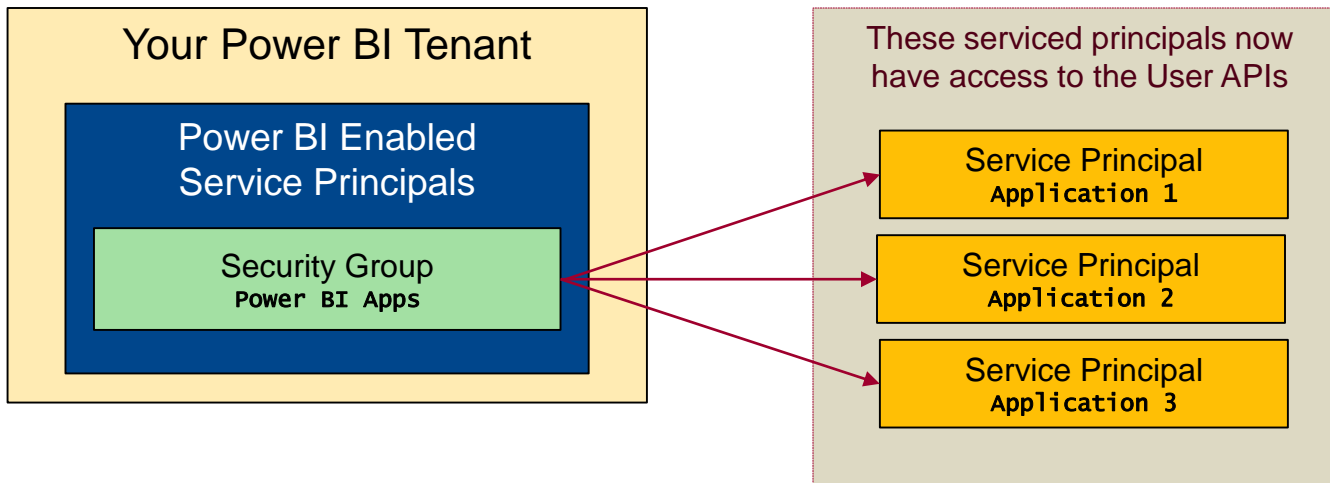 Your Power BI Tenant
Power BI Enabled
Service Principals
Security Group
Power BI Apps
These serviced principals now
have access to the User APIs
Service Principal
Application 1
Service Principal
Application 2
Service Principal
Application 3